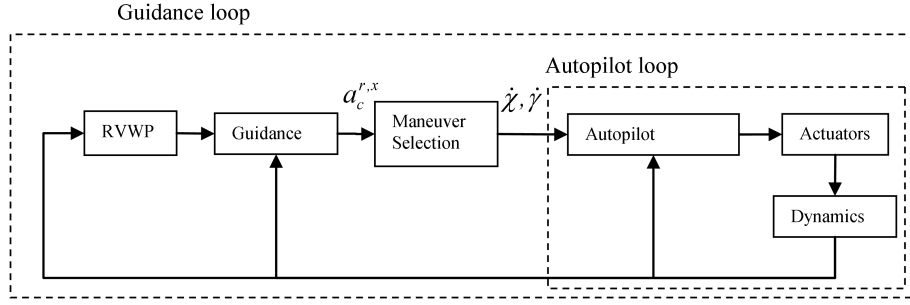 Guidance loop
Autopilot loop
a_c^{r,x}
χ̇, γ̇
RVWP
Guidance
Maneuver
Selection
Autopilot
Actuators
Dynamics